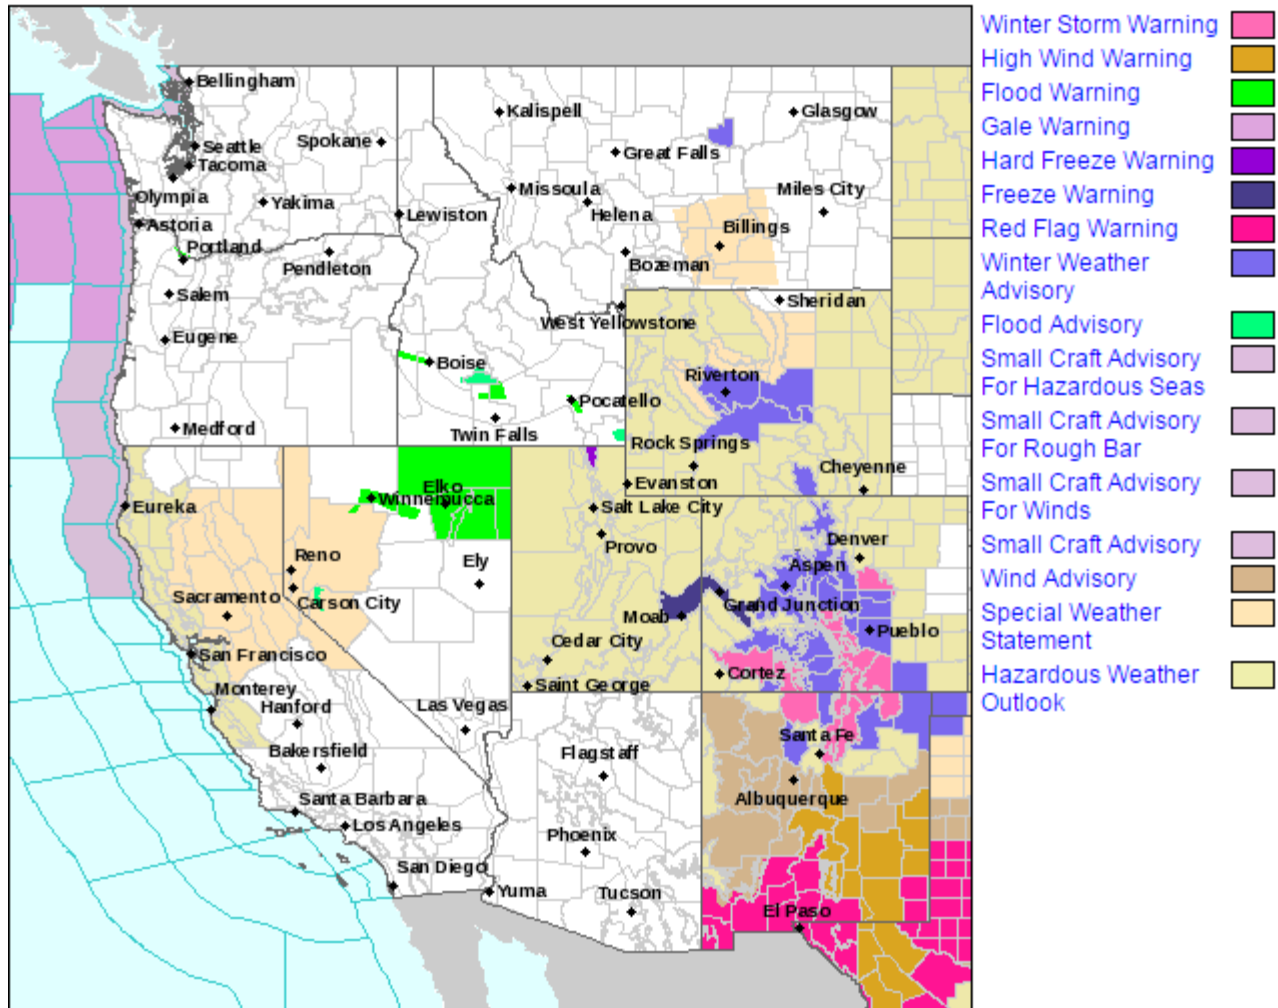 Bellingham
Kalispell
Glasgow
Spokane
Seattle
Great Falls
Tacoma
Missoula
Miles City
Olympia
Yakima
Helena
Lewiston
Astoria
Billings
Portland
Pendleton
Bozeman
Salem
Sheridan
West Yellowstone
Eugene
Boise
Riverton
Pocatello
Medford
Twin Falls
Rock Springs
Cheyenne
Evanston
Elko
Winnemucca
Eureka
Salt Lake City
Denver
Provo
Reno
Ely
Aspen
Sacramento
Carson City
Grand Junction
Moab
Pueblo
Cedar City
San Francisco
Cortez
Saint George
Monterey
Hanford
Las Vegas
Santa Fe
Bakersfield
Flagstaff
Santa Barbara
Albuquerque
Los Angeles
Phoenix
San Diego
Yuma
Tucson
El Paso
Winter Storm Warning
High Wind Warning
Flood Warning
Gale Warning
Hard Freeze Warning
Freeze Warning
Red Flag Warning
Winter Weather
Advisory
Flood Advisory
Small Craft Advisory
For Hazardous Seas
Small Craft Advisory
For Rough Bar
Small Craft Advisory
For Winds
Small Craft Advisory
Wind Advisory
Special Weather
Statement
Hazardous Weather
Outlook